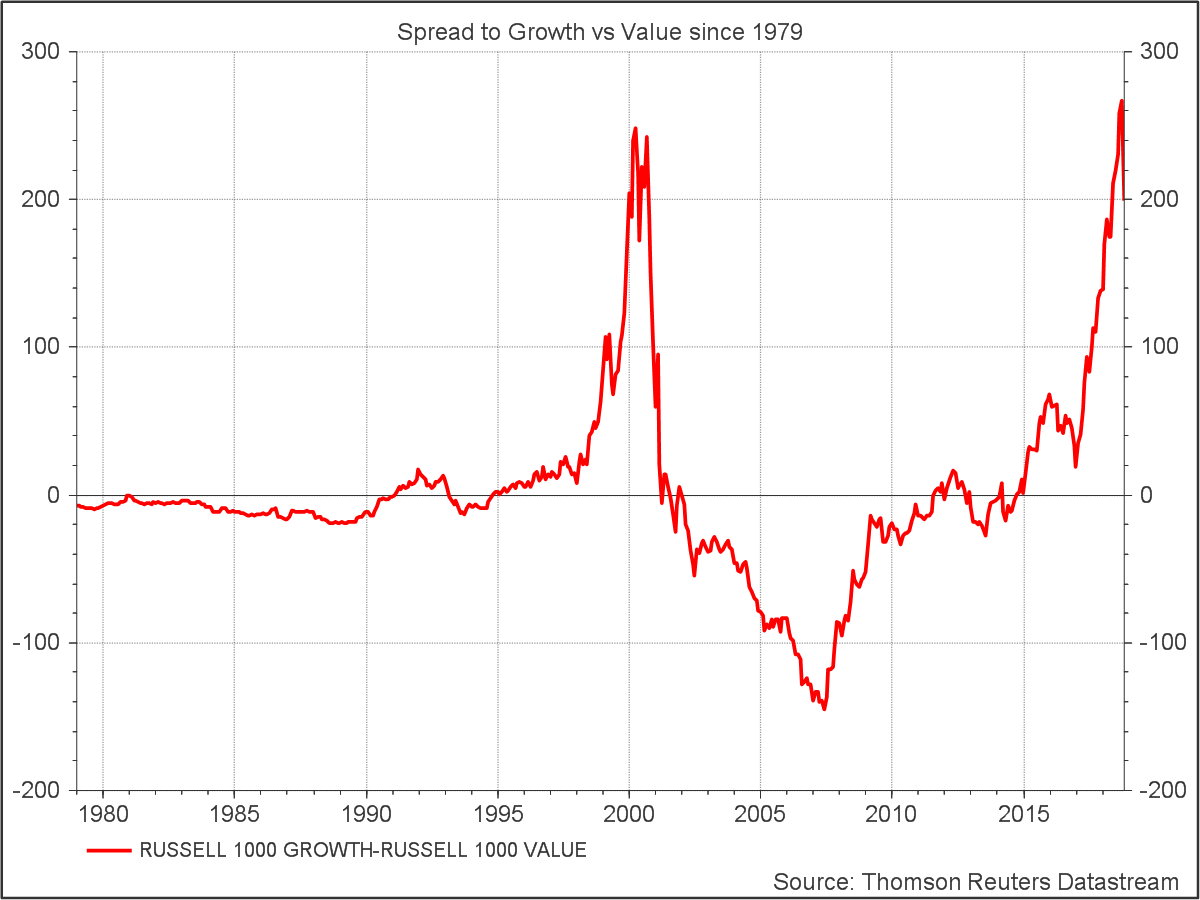 Spread to Growth vs Value since 1979
300 300
200 200
100 100
0 0
-100 -100
-200 -200
1980 1985 1990 1995 2000 2005 2010 2015
RUSSELL 1000 GROWTH-RUSSELL 1000 VALUE
Source: Thomson Reuters Datastream